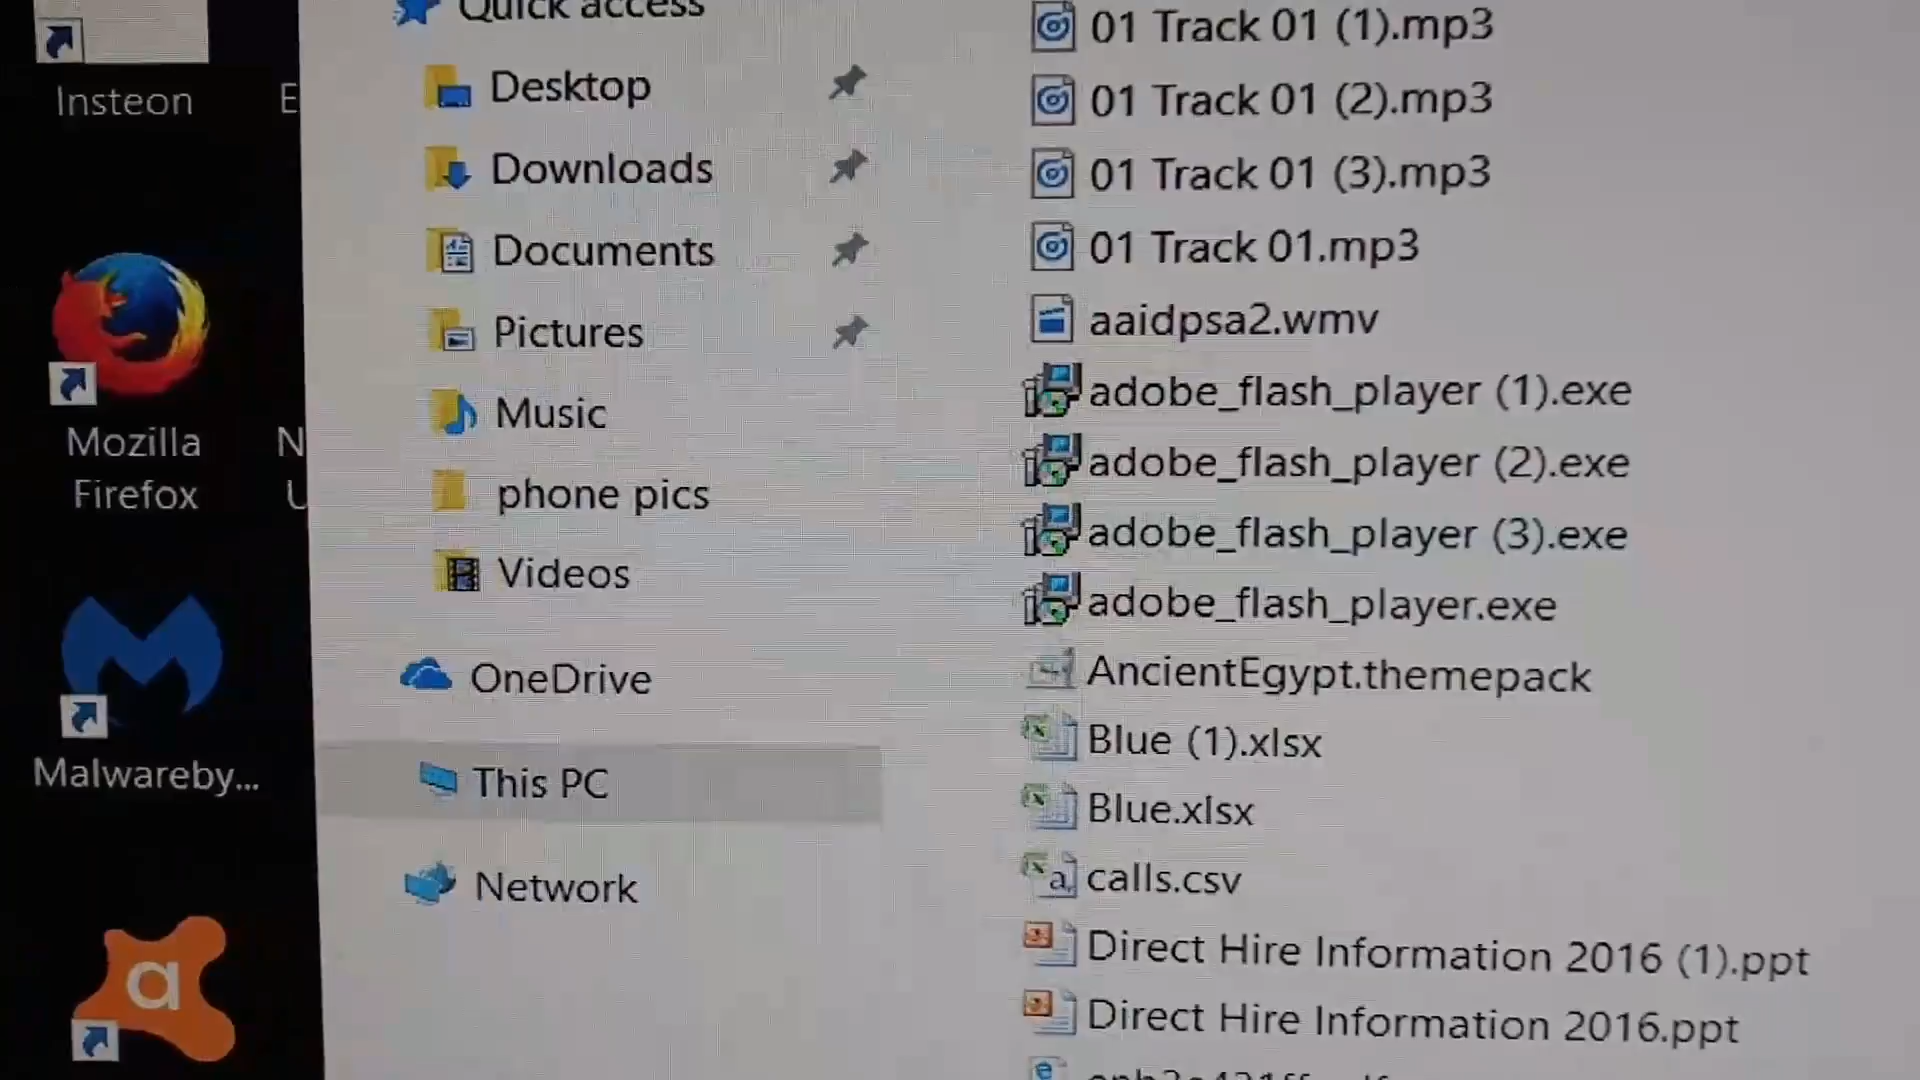 Insteon
E
Mozilla
Firefox
N
U
Malwareby...
a
Quick access
Desktop
Downloads
Documents
Pictures
Music
phone pics
Videos
OneDrive
This PC
Network
01 Track 01 (1).mp3
01 Track 01 (2).mp3
01 Track 01 (3).mp3
01 Track 01.mp3
aaidpsa2.wmv
adobe_flash_player (1).exe
adobe_flash_player (2).exe
adobe_flash_player (3).exe
adobe_flash_player.exe
AncientEgypt.themepack
Blue (1).xlsx
Blue.xlsx
calls.csv
Direct Hire Information 2016 (1).ppt
Direct Hire Information 2016.ppt